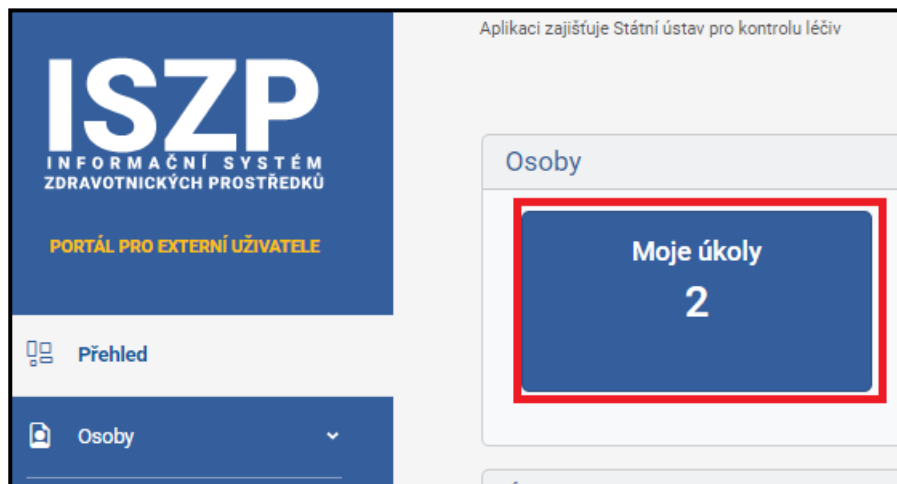 Aplikaci zajišťuje Státní ústav pro kontrolu léčiv
ISZP
INFORMAČNÍ SYSTÉM
ZDRAVOTNICKÝCH PROSTŘEDKŮ
PORTÁL PRO EXTERNÍ UŽIVATELE
Přehled
Osoby
Osoby
Moje úkoly
2